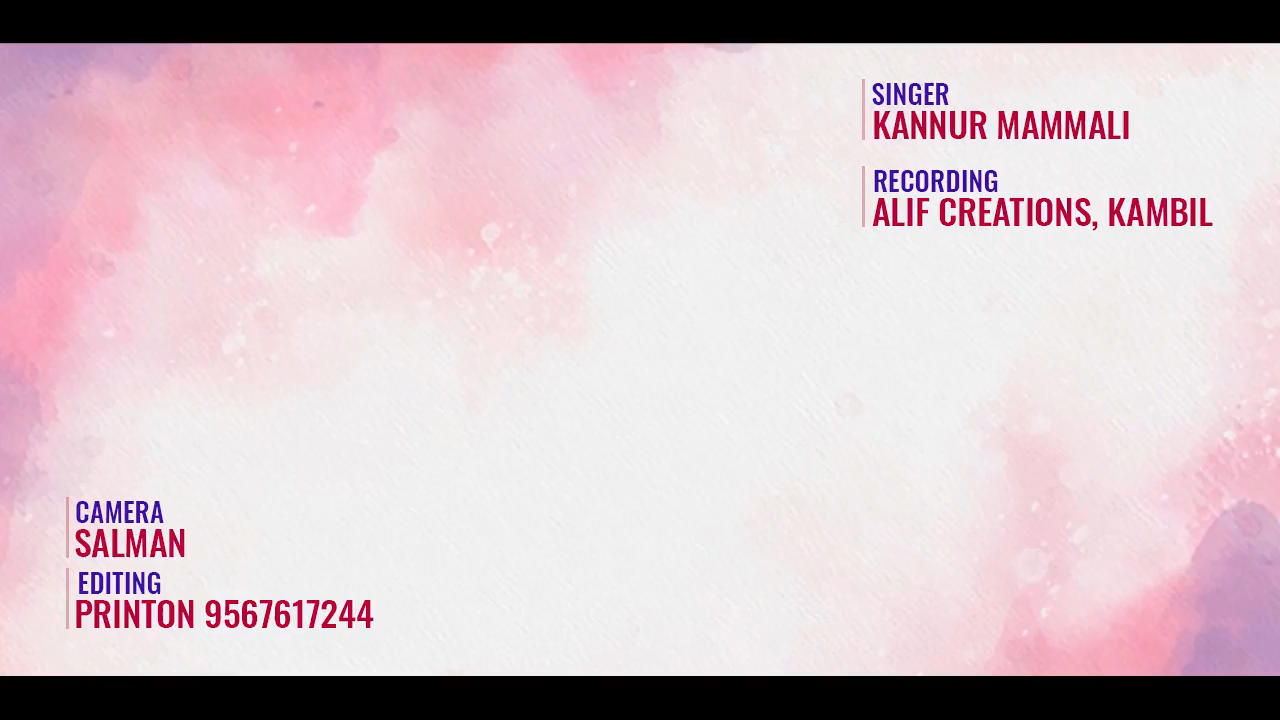 SINGER
KANNUR MAMMALI
RECORDING
ALIF CREATIONS, KAMBIL
CAMERA
SALMAN
EDITING
PRINTON 9567617244